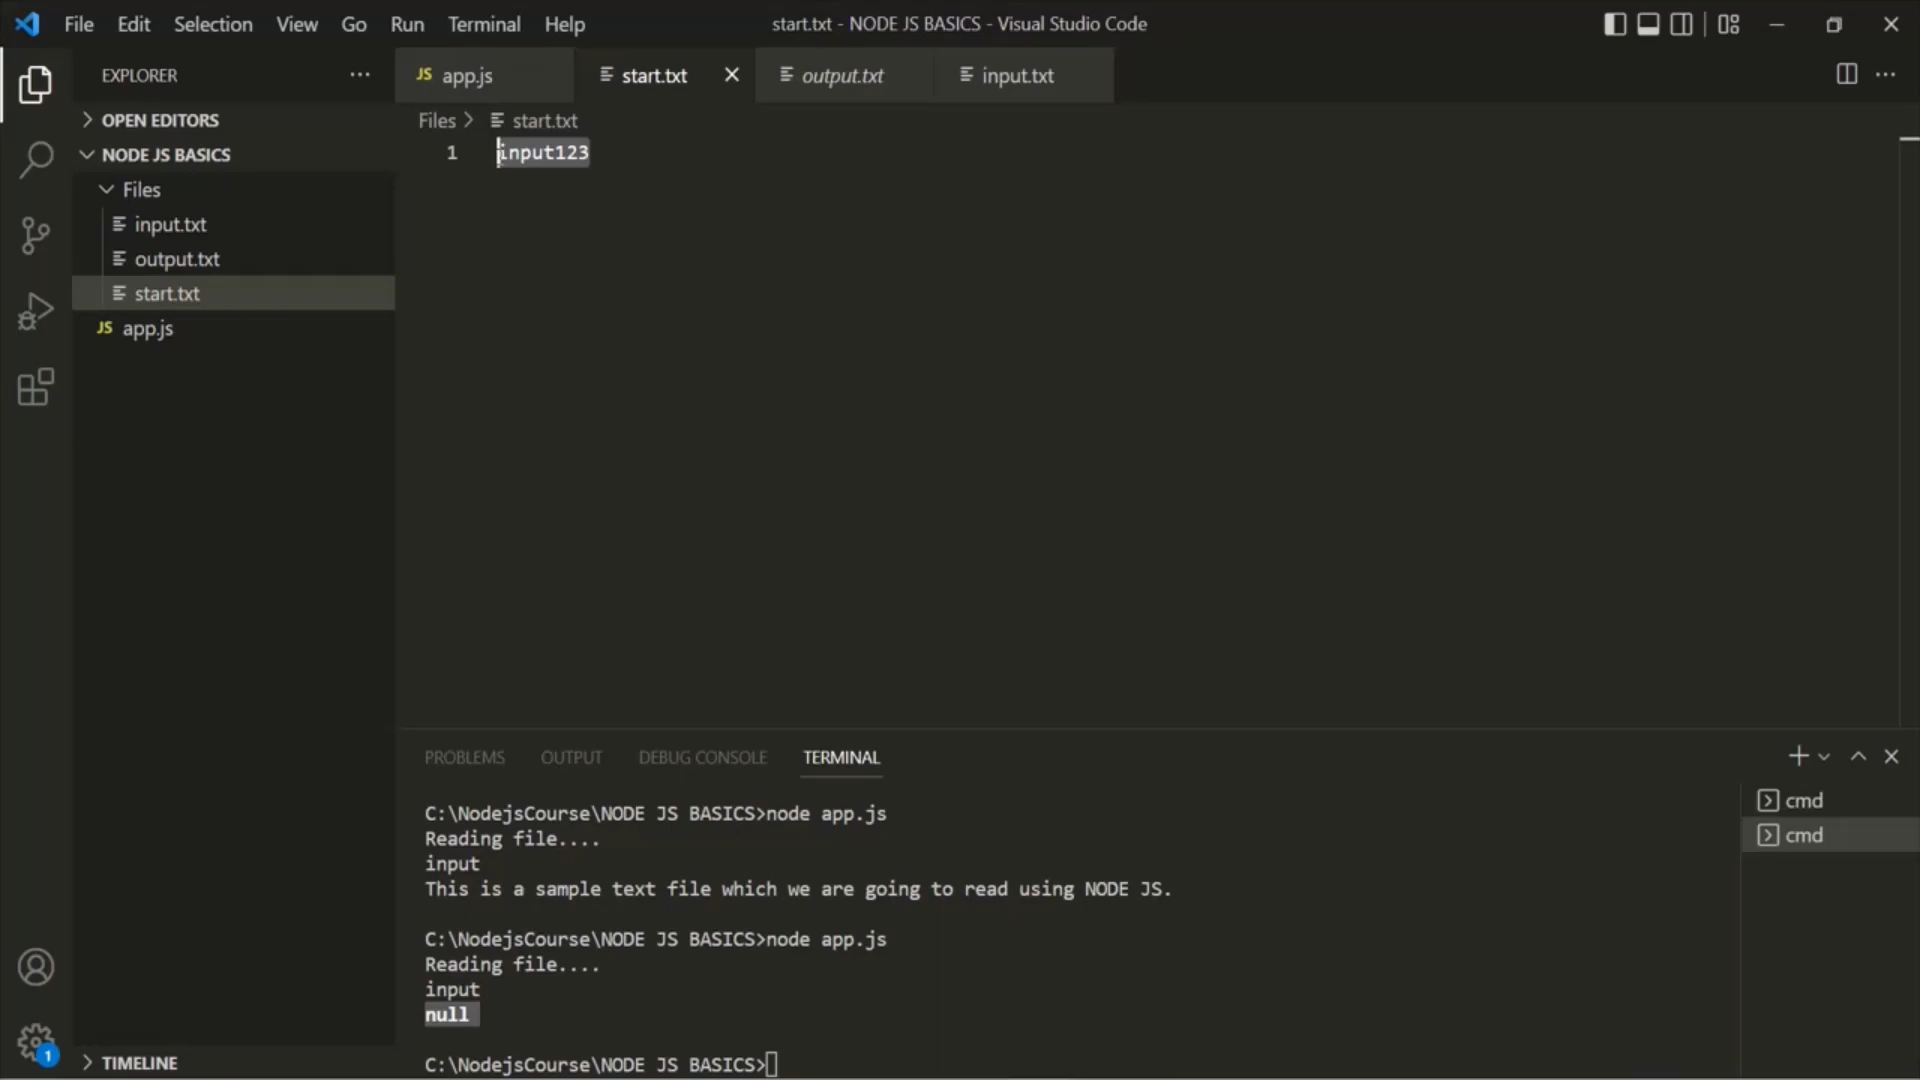 File Edit Selection View Go Run Terminal Help
start.txt - NODE JS BASICS - Visual Studio Code
EXPLORER
OPEN EDITORS
NODE JS BASICS
Files
input.txt
output.txt
start.txt
JS app.js
TIMELINE
1
JS app.js
start.txt
output.txt
input.txt
Files > start.txt
1 input123
PROBLEMS OUTPUT DEBUG CONSOLE TERMINAL
C:\NodejsCourse\NODE JS BASICS>node app.js
Reading file....
input
This is a sample text file which we are going to read using NODE JS.
C:\NodejsCourse\NODE JS BASICS>node app.js
Reading file....
input
null
C:\NodejsCourse\NODE JS BASICS>
cmd
cmd